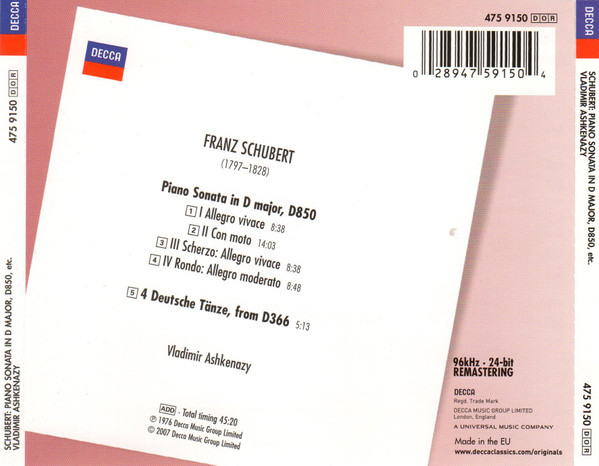 DECCA
475 9150 DOR
SCHUBERT: PIANO SONATA IN D MAJOR, D850, etc.
VLADIMIR ASHKENAZY
DECCA
475 9150 DOR
0 28947 59150 4
FRANZ SCHUBERT
(1797–1828)
Piano Sonata in D major, D850
1 I Allegro vivace 8:38
2 II Con moto 14:03
3 III Scherzo: Allegro vivace 8:38
4 IV Rondo: Allegro moderato 8:48
5 4 Deutsche Tänze, from D366 5:13
Vladimir Ashkenazy
ADD · Total timing 45:20
℗ 1976 Decca Music Group Limited
© 2007 Decca Music Group Limited
96kHz · 24-bit
REMASTERING
DECCA
Regd. Trade Mark
DECCA MUSIC GROUP LIMITED
London, England
A UNIVERSAL MUSIC COMPANY
Made in the EU
www.deccaclassics.com/originals
DECCA
SCHUBERT: PIANO SONATA IN D MAJOR, D850, etc.
VLADIMIR ASHKENAZY
475 9150 DOR